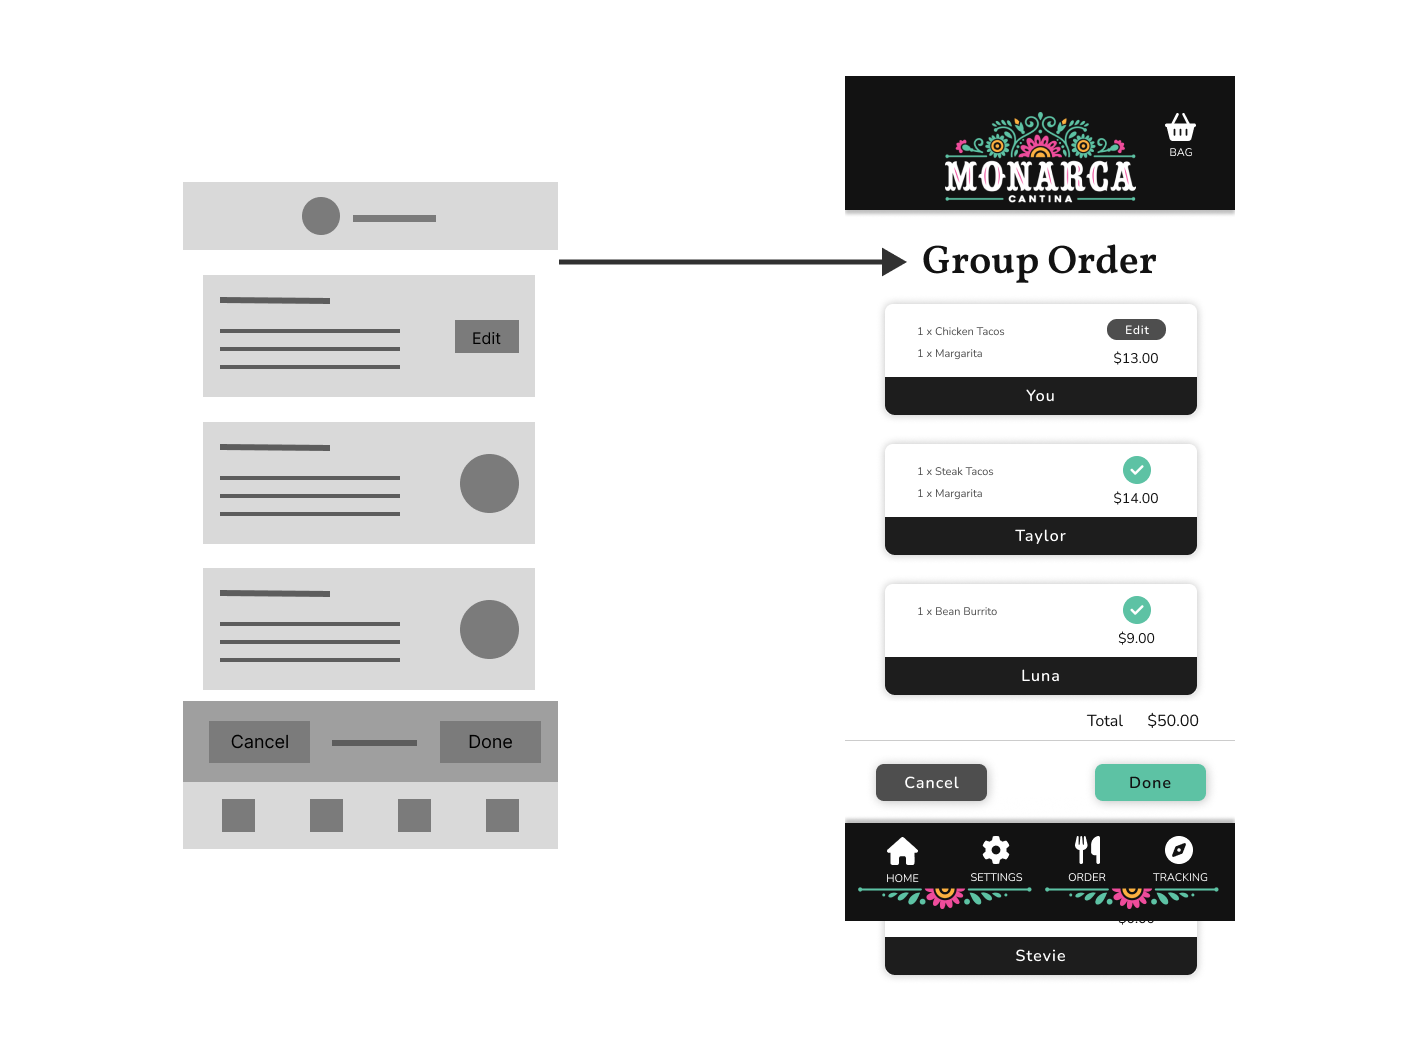 Edit
Cancel
Done
BAG
MONARCA
CANTINA
Group Order
1 x Chicken Tacos
Edit
1 x Margarita
$13.00
You
1 x Steak Tacos
1 x Margarita
$14.00
Taylor
1 x Bean Burrito
$9.00
Luna
Total $50.00
Cancel
Done
HOME
SETTINGS
ORDER
TRACKING
Stevie